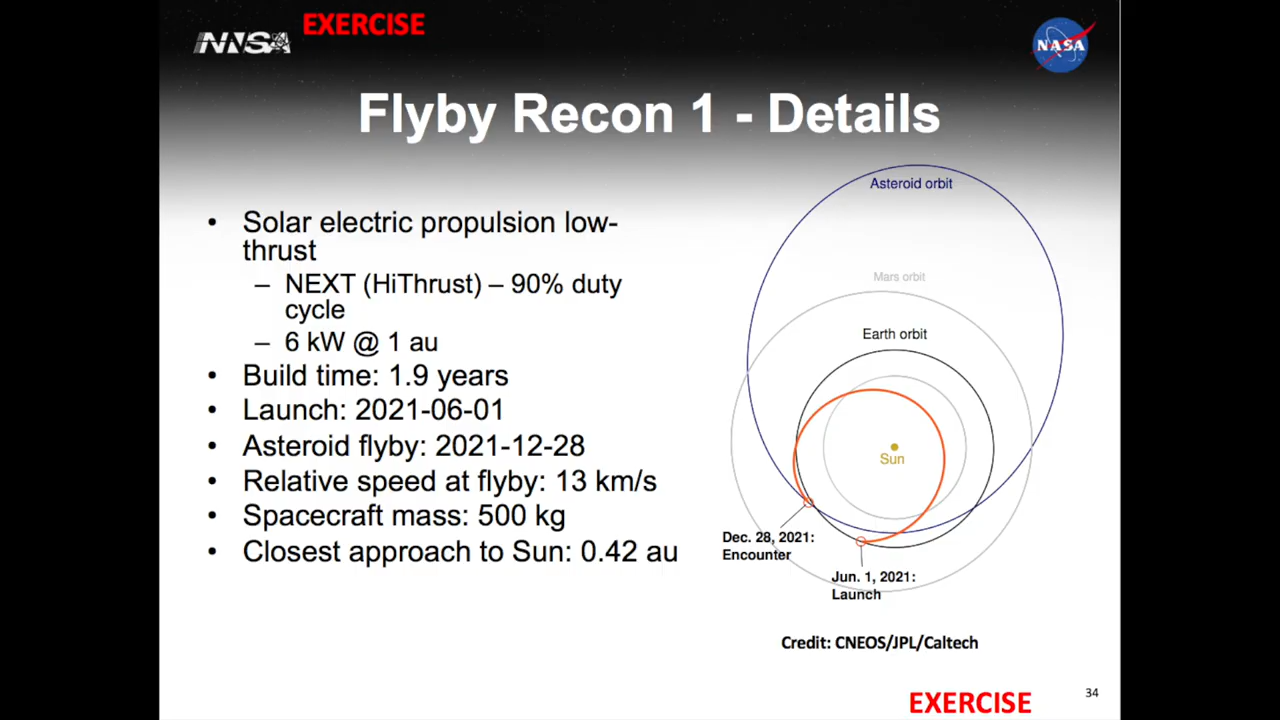 EXERCISE
NNSA
NASA
Flyby Recon 1 - Details
• Solar electric propulsion low-
thrust
– NEXT (HiThrust) – 90% duty
cycle
– 6 kW @ 1 au
• Build time: 1.9 years
• Launch: 2021-06-01
• Asteroid flyby: 2021-12-28
• Relative speed at flyby: 13 km/s
• Spacecraft mass: 500 kg
• Closest approach to Sun: 0.42 au
Asteroid orbit
Mars orbit
Earth orbit
Sun
Dec. 28, 2021:
Encounter
Jun. 1, 2021:
Launch
Credit: CNEOS/JPL/Caltech
34
EXERCISE